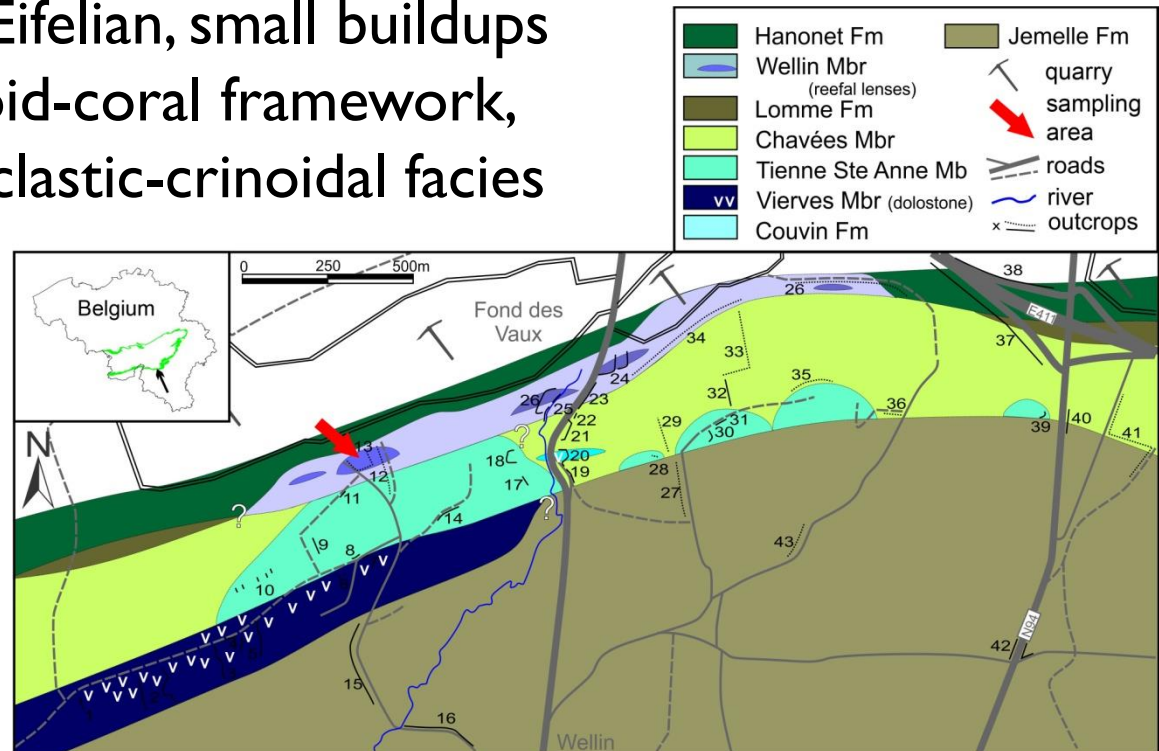 Eifelian, small buildups
oid-coral framework,
clastic-crinoidal facies
Hanonet Fm
Wellin Mbr
(reefal lenses)
Lomme Fm
Chavées Mbr
Tienne Ste Anne Mb
vv Vierves Mbr (dolostone)
Couvin Fm
Jemelle Fm
quarry
sampling
area
roads
river
x outcrops
Belgium
0 250 500m
N
Fond des
Vaux
E411
N94
Wellin
38
26
37
34
33
24
32
35
23
26
25
22
36
21
29
31
30
39
40
41
13
12
18
20
19
28
11
17
27
14
9
8
43
10
42
15
16
?
?
?
v v v v v v v v v v v v v v v v v v v v v v